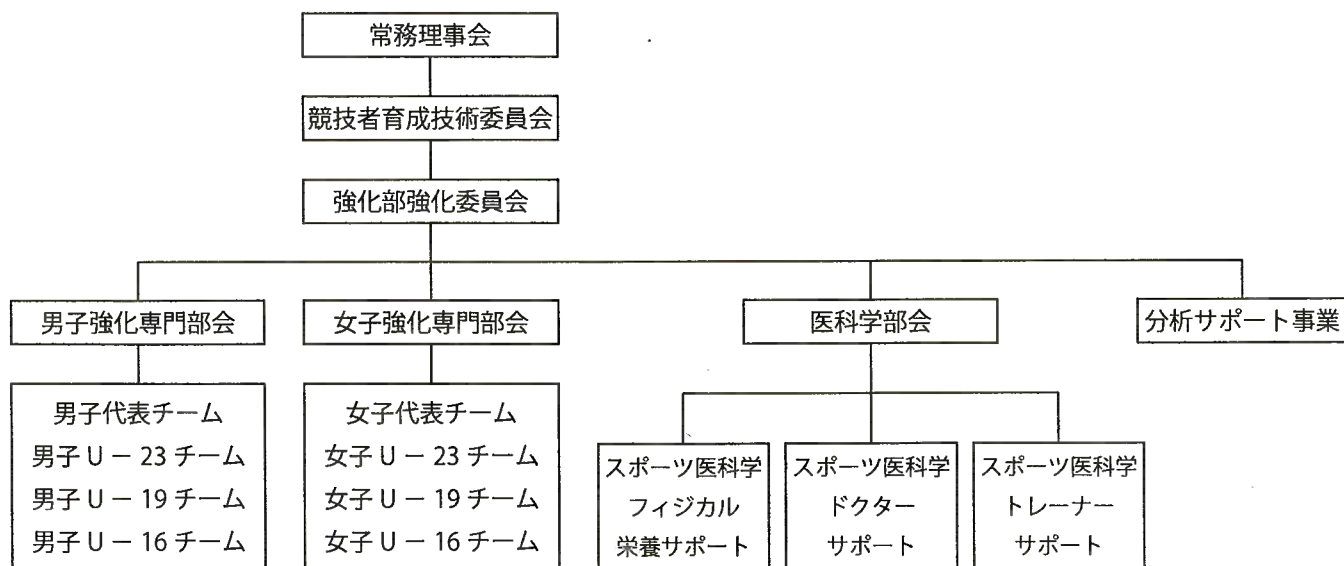 常務理事会
競技者育成技術委員会
強化部強化委員会
男子強化専門部会
女子強化専門部会
医科学部会
分析サポート事業
男子代表チーム
男子U－23チーム
男子U－19チーム
男子U－16チーム
女子代表チーム
女子U－23チーム
女子U－19チーム
女子U－16チーム
スポーツ医科学
フィジカル
栄養サポート
スポーツ医科学
ドクター
サポート
スポーツ医科学
トレーナー
サポート